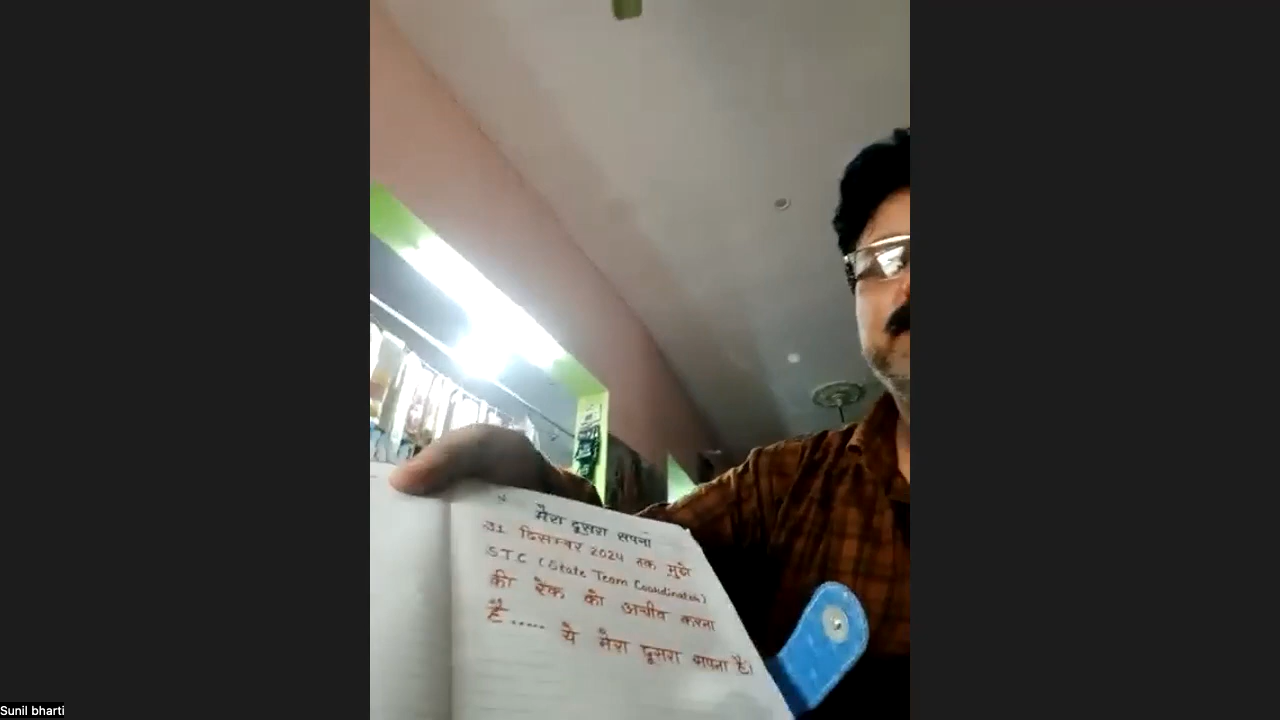 मेरा दूसरा सपना
31 दिसम्बर 2024 तक मुझे
STC (State Team Coordinator)
की रैंक को अचीव करना
है..... ये मेरा दूसरा सपना है।
Sunil bharti